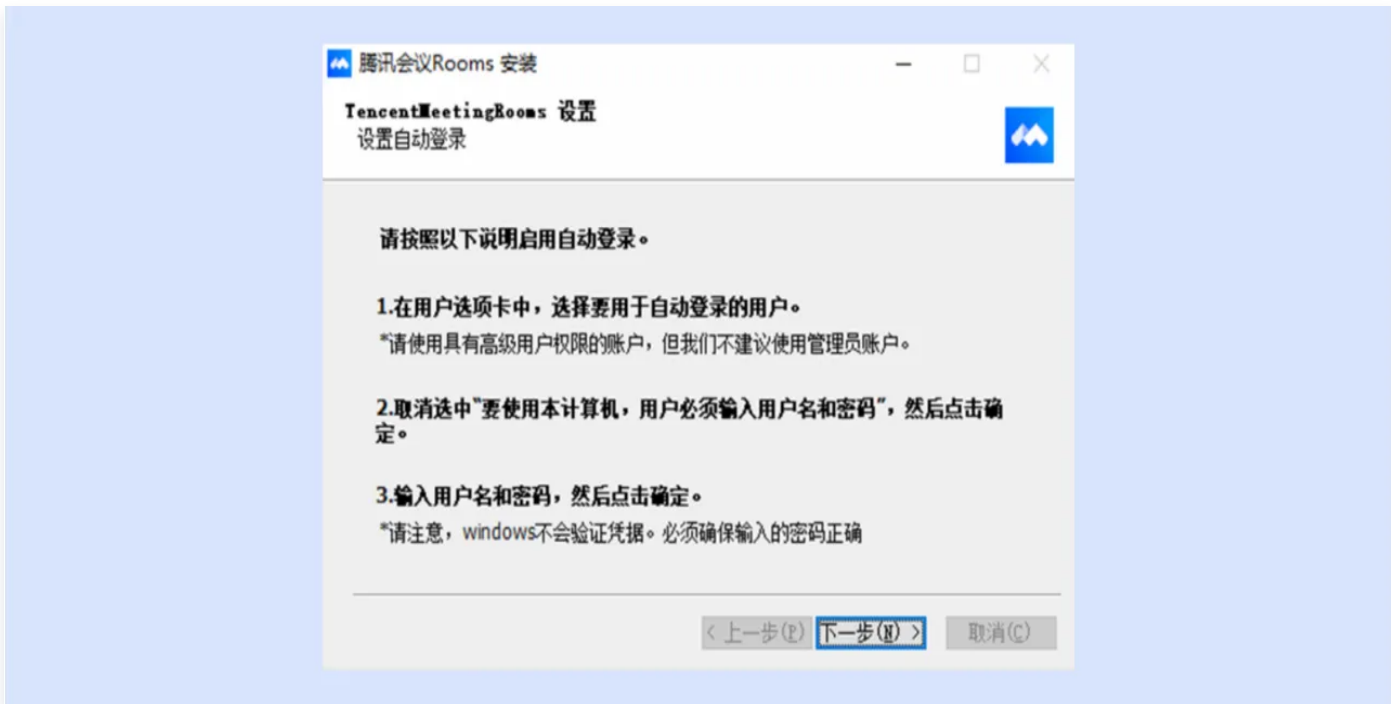 腾讯会议Rooms 安装
TencentMeetingRooms 设置
设置自动登录
请按照以下说明启用自动登录。
1.在用户选项卡中，选择要用于自动登录的用户。
*请使用具有高级用户权限的账户，但我们不建议使用管理员账户。
2.取消选中"要使用本计算机，用户必须输入用户名和密码"，然后点击确
定。
3.输入用户名和密码，然后点击确定。
*请注意，windows不会验证凭据。必须确保输入的密码正确
< 上一步(P) 下一步(N) > 取消(C)